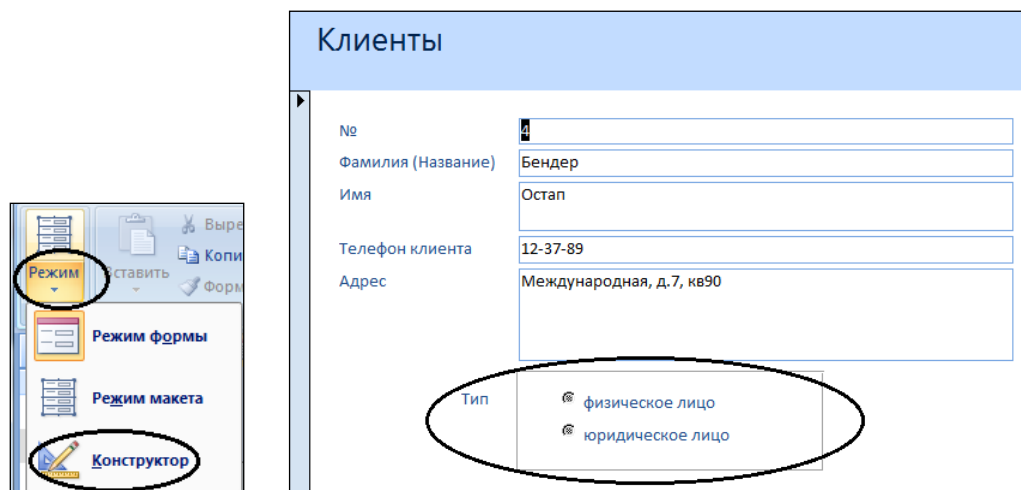 Режим
Вставить
Выре
Копи
Форм
Режим формы
Режим макета
Конструктор
Клиенты
№ 4
Фамилия (Название) Бендер
Имя Остап
Телефон клиента 12-37-89
Адрес Международная, д.7, кв90
Тип физическое лицо
юридическое лицо